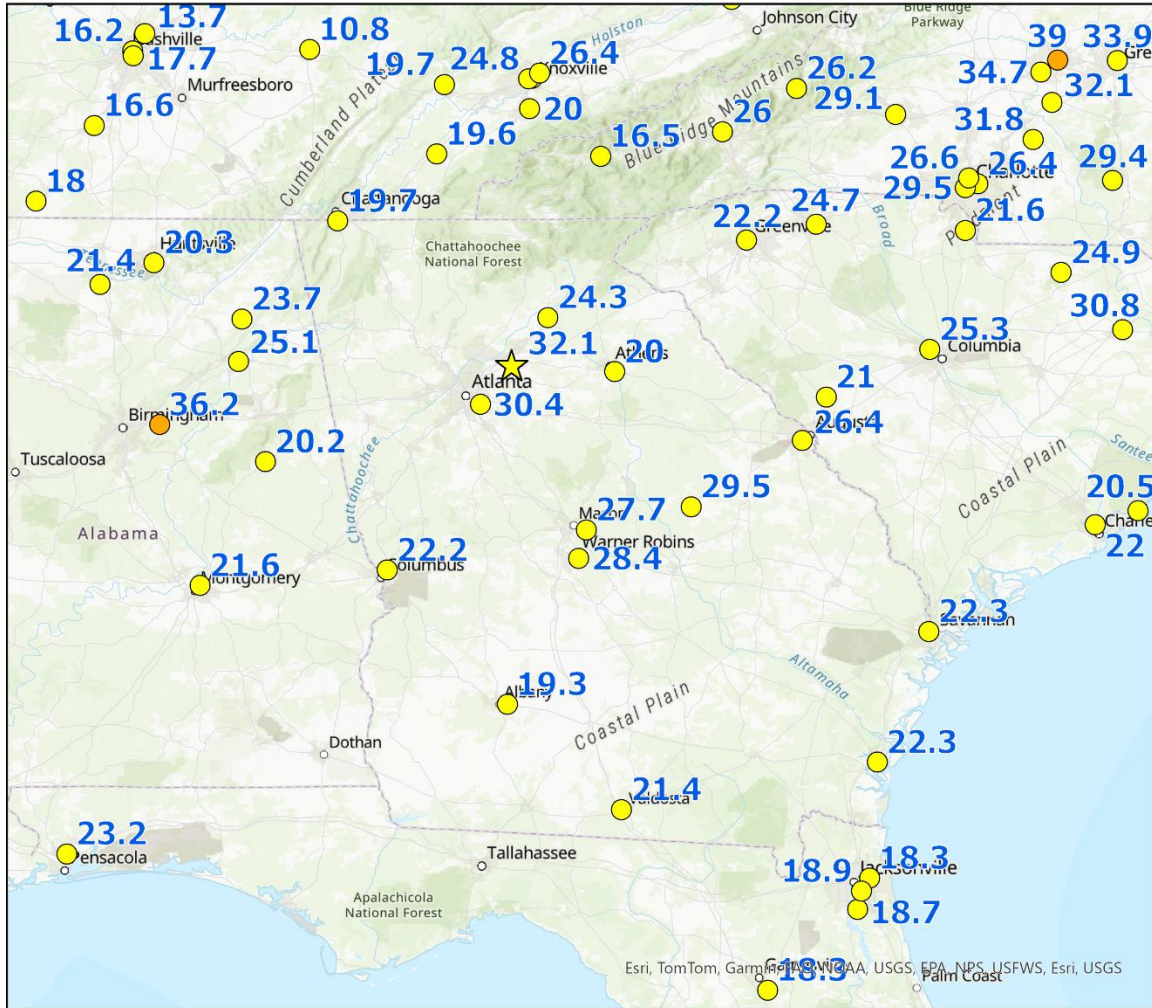 Johnson City
Blue Ridge
Parkway
13.7
16.2
Nashville
17.7
10.8
Holston
39
33.9
Gre
34.7
26.4
24.8
Knoxville
19.7
Murfreesboro
26.2
29.1
32.1
20
16.6
Cumberland Plateau
Blue Ridge Mountains
26
31.8
19.6
16.5
26.6
26.4
Charlotte
29.4
29.5
18
Chattanooga
19.7
24.7
22.2
Greenville
Broad
21.6
Piedmont
Chattahoochee
National Forest
20.3
Huntsville
Tennessee
21.4
24.9
23.7
24.3
30.8
25.1
32.1
20
Athens
25.3
Columbia
Atlanta
30.4
21
36.2
Birmingham
26.4
Augusta
Santee
20.2
Tuscaloosa
Chattahoochee
Coastal Plain
29.5
20.5
27.7
Macon
Charle
22
Alabama
Warner Robins
28.4
21.6
Montgomery
22.2
Columbus
22.3
Savannah
Altamaha
19.3
Albany
Coastal Plain
Dothan
22.3
21.4
Valdosta
23.2
Pensacola
Tallahassee
18.3
18.9
Jacksonville
Apalachicola
National Forest
18.7
18.3
Palm Coast
Esri, TomTom, Garmin, FAO, NOAA, USGS, EPA, NPS, USFWS, Esri, USGS